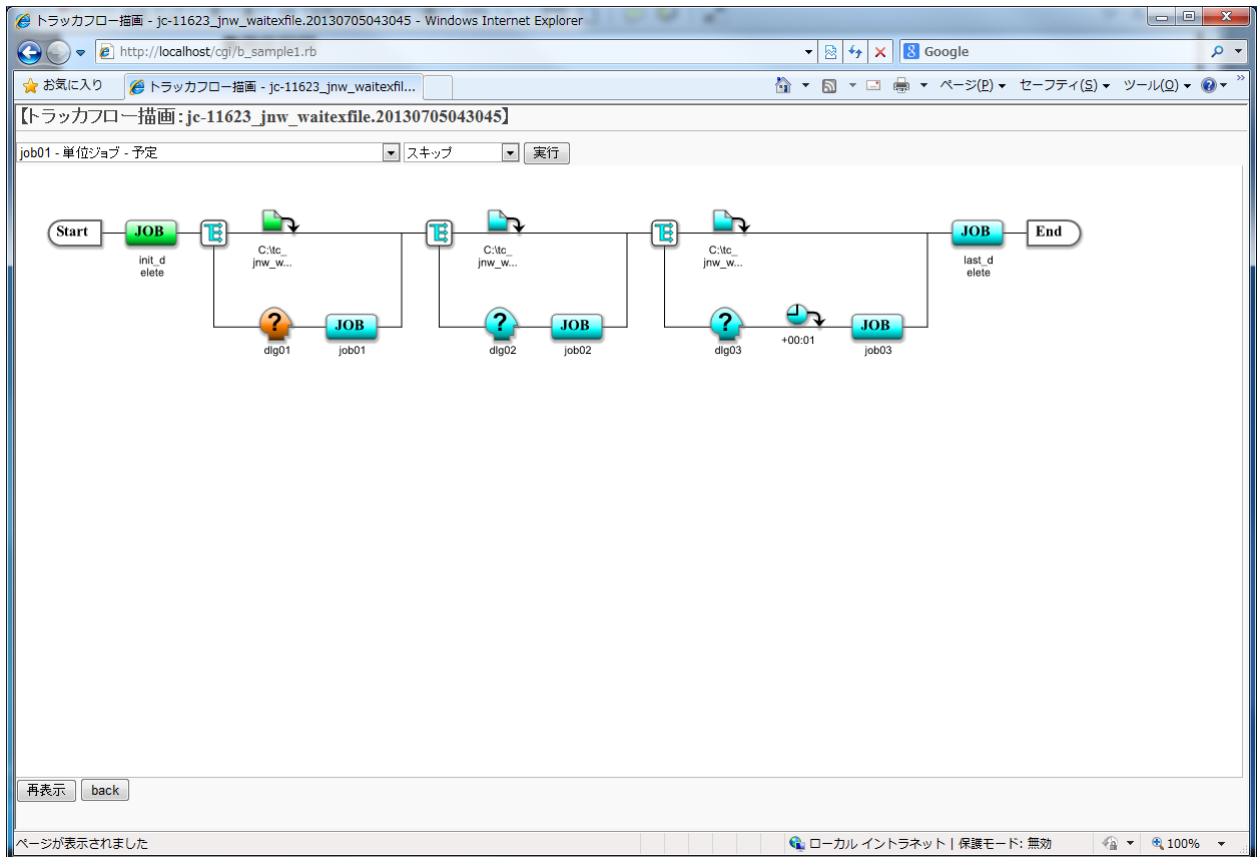 トラッカフロー描画 - jc-11623_jnw_waitexfile.20130705043045 - Windows Internet Explorer
http://localhost/cgi/b_sample1.rb
Google
お気に入り
トラッカフロー描画 - jc-11623_jnw_waitexfil...
ページ(P)
セーフティ(S)
ツール(O)
【トラッカフロー描画：jc-11623_jnw_waitexfile.20130705043045】
job01 - 単位ジョブ - 予定
スキップ
実行
Start
JOB
init_d
elete
C:\tc_
jnw_w...
C:\tc_
jnw_w...
C:\tc_
jnw_w...
JOB
last_d
elete
End
?
dlg01
JOB
job01
?
dlg02
JOB
job02
?
dlg03
+00:01
JOB
job03
再表示
back
ページが表示されました
ローカル イントラネット | 保護モード: 無効
100%